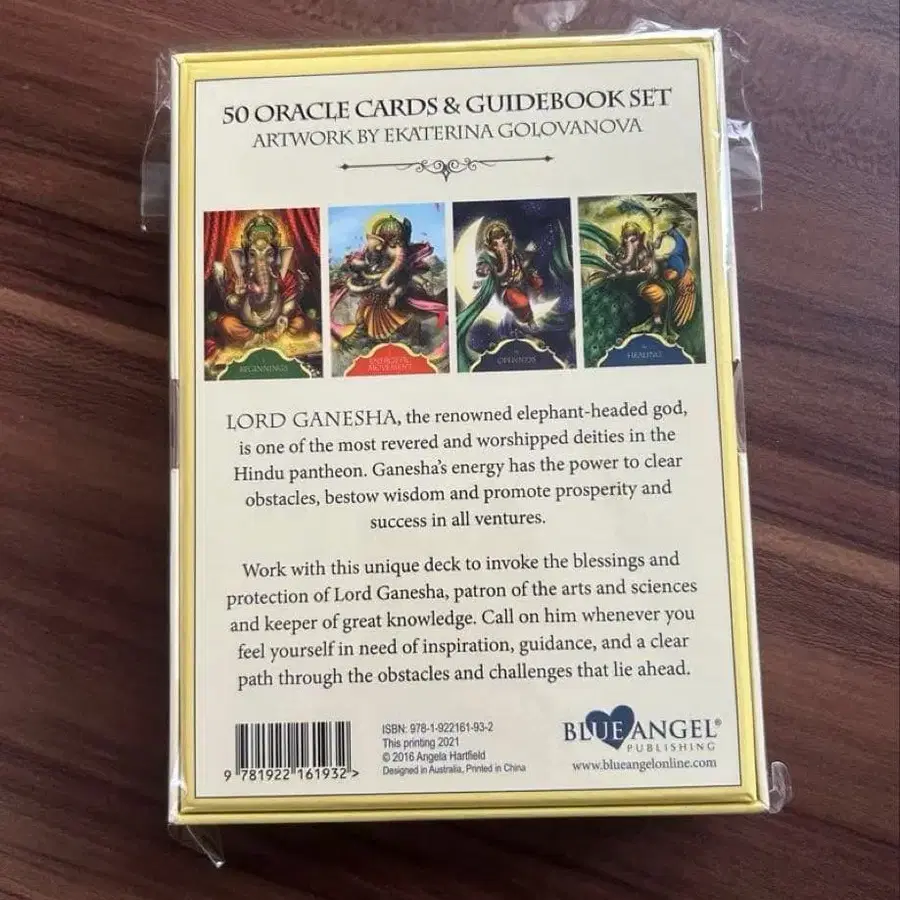 50 ORACLE CARDS & GUIDEBOOK SET
ARTWORK BY EKATERINA GOLOVANOVA
BEGINNINGS
ENERGETIC
MOVEMENT
OPENNESS
HEALING
LORD GANESHA, the renowned elephant-headed god,
is one of the most revered and worshipped deities in the
Hindu pantheon. Ganesha's energy has the power to clear
obstacles, bestow wisdom and promote prosperity and
success in all ventures.
Work with this unique deck to invoke the blessings and
protection of Lord Ganesha, patron of the arts and sciences
and keeper of great knowledge. Call on him whenever you
feel yourself in need of inspiration, guidance, and a clear
path through the obstacles and challenges that lie ahead.
9 781922 161932 >
ISBN: 978-1-922161-93-2
This printing 2021
© 2016 Angela Hartfield
Designed in Australia, Printed in China
BLUE ANGEL®
PUBLISHING
www.blueangelonline.com